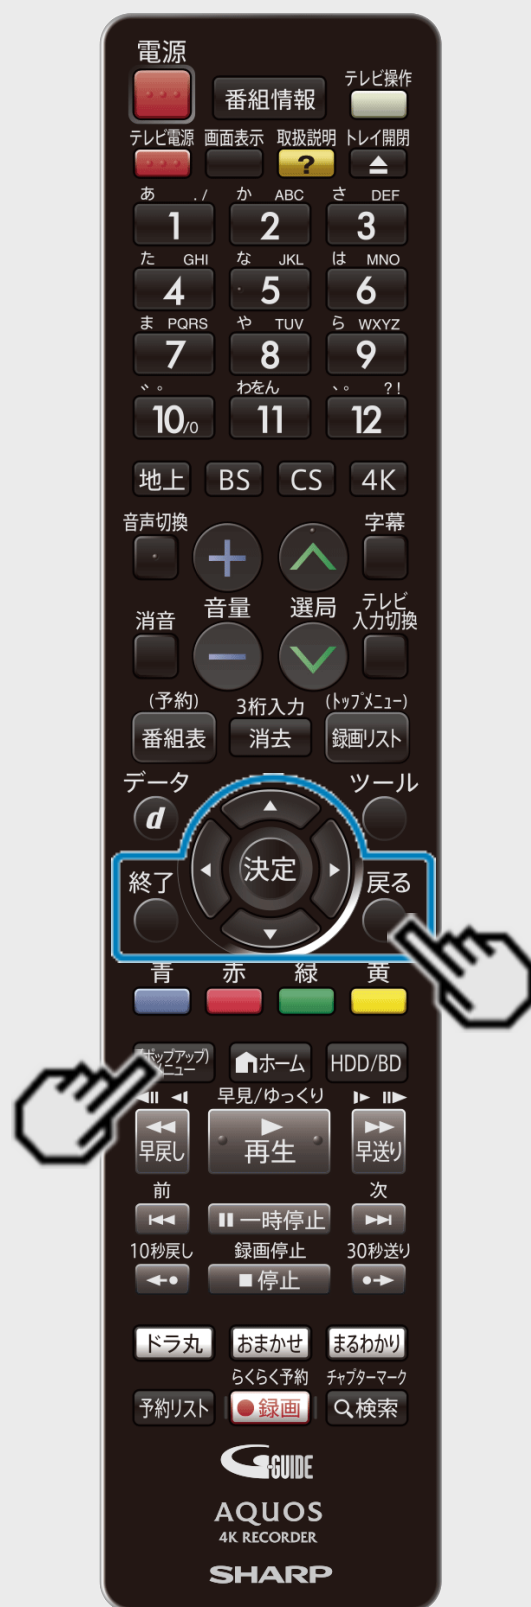 電源
番組情報
テレビ操作
テレビ電源 画面表示 取扱説明 トレイ開閉
?
あ ./ か ABC さ DEF
1 2 3
た GHI な JKL は MNO
4 5 6
ま PQRS や TUV ら WXYZ
7 8 9
゛゜ わをん 、。 ?!
10/0 11 12
地上 BS CS 4K
音声切換 字幕
+
消音 音量 選局 テレビ
入力切換
−
(予約) 3桁入力 (トップメニュー)
番組表 消去 録画リスト
データ ツール
d
決定
終了 戻る
青 赤 緑 黄
ポップアップ)
ニュー ホーム HDD/BD
早見/ゆっくり
早戻し 再生 早送り
前 次
一時停止
10秒戻し 録画停止 30秒送り
停止
ドラ丸 おまかせ まるわかり
らくらく予約 チャプターマーク
予約リスト 録画 検索
G-GUIDE
AQUOS
4K RECORDER
SHARP